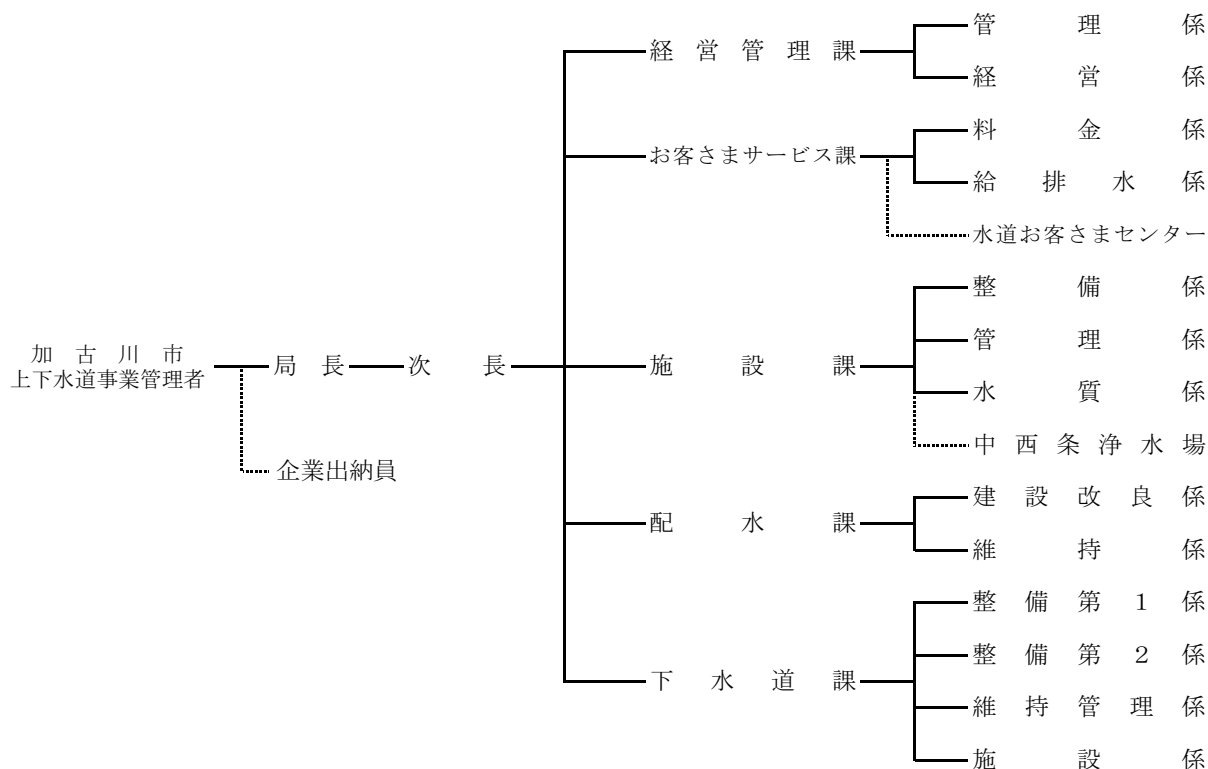 加古川市
上下水道事業管理者
局長
次長
企業出納員
経営管理課
管理係
経営係
お客さまサービス課
料金係
給排水係
水道お客さまセンター
施設課
整備係
管理係
水質係
中西条浄水場
配水課
建設改良係
維持係
下水道課
整備第1係
整備第2係
維持管理係
施設係